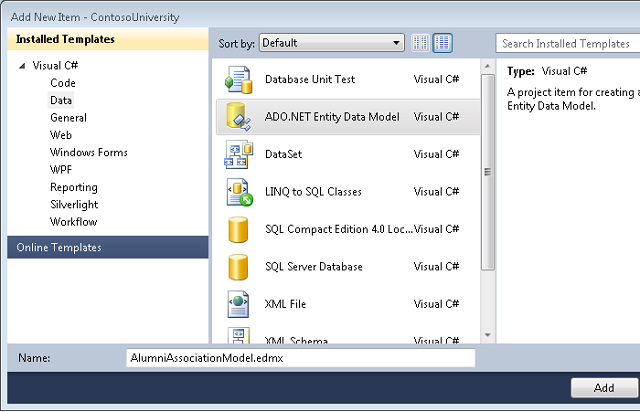 Add New Item - ContosoUniversity
Installed Templates
Sort by: Default
Search Installed Templates
Visual C#
Code
Data
General
Web
Windows Forms
WPF
Reporting
Silverlight
Workflow
Online Templates
Database Unit Test Visual C#
ADO.NET Entity Data Model Visual C#
DataSet Visual C#
LINQ to SQL Classes Visual C#
SQL Compact Edition 4.0 Loc... Visual C#
SQL Server Database Visual C#
XML File Visual C#
XML Schema Visual C#
Type: Visual C#
A project item for creating a
Entity Data Model.
Name: AlumniAssociationModel.edmx
Add